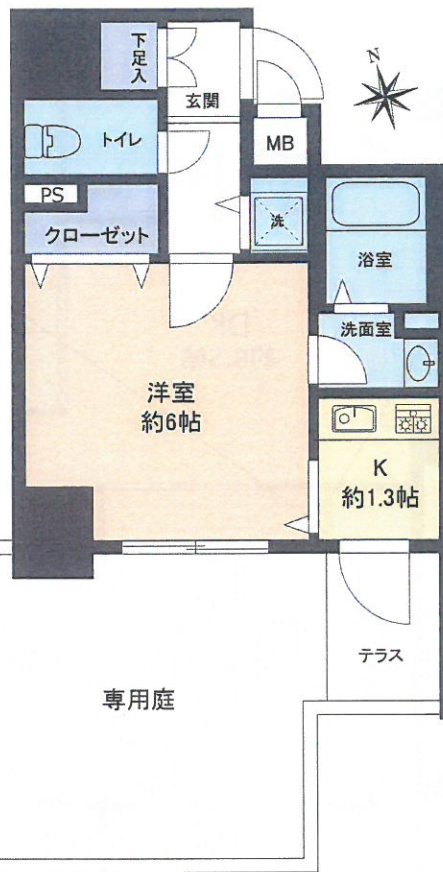 下足入
玄関
N
トイレ
MB
PS
洗
クローゼット
浴室
洗面室
洋室
約6帖
K
約1.3帖
テラス
専用庭